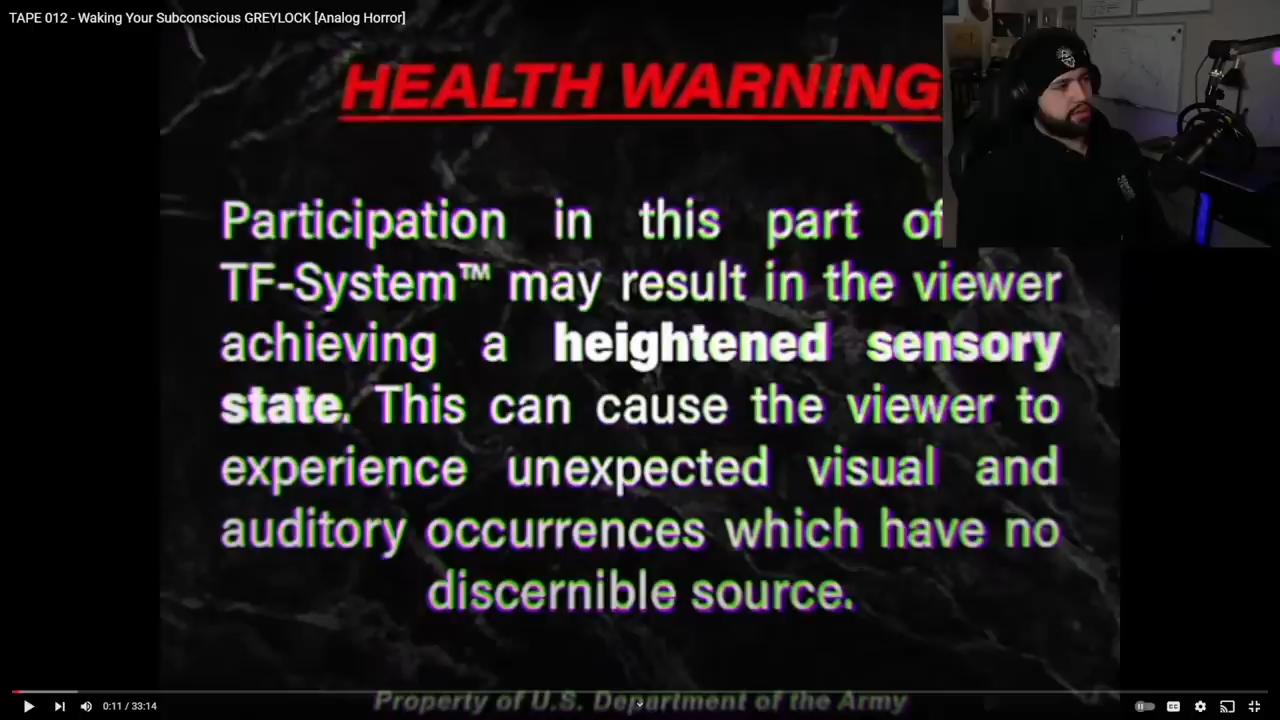 TAPE 012 - Waking Your Subconscious GREYLOCK [Analog Horror]
HEALTH WARNING
Participation in this part of
TF-System™ may result in the viewer
achieving a heightened sensory
state. This can cause the viewer to
experience unexpected visual and
auditory occurrences which have no
discernible source.
Property of U.S. Department of the Army
0:11 / 33:14
CC